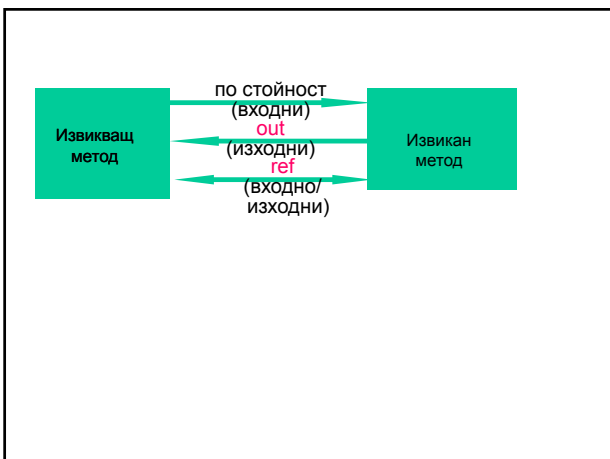 по стойност
(входни)
out
(изходни)
ref
(входно/
изходни)
Извикващ
метод
Извикан
метод